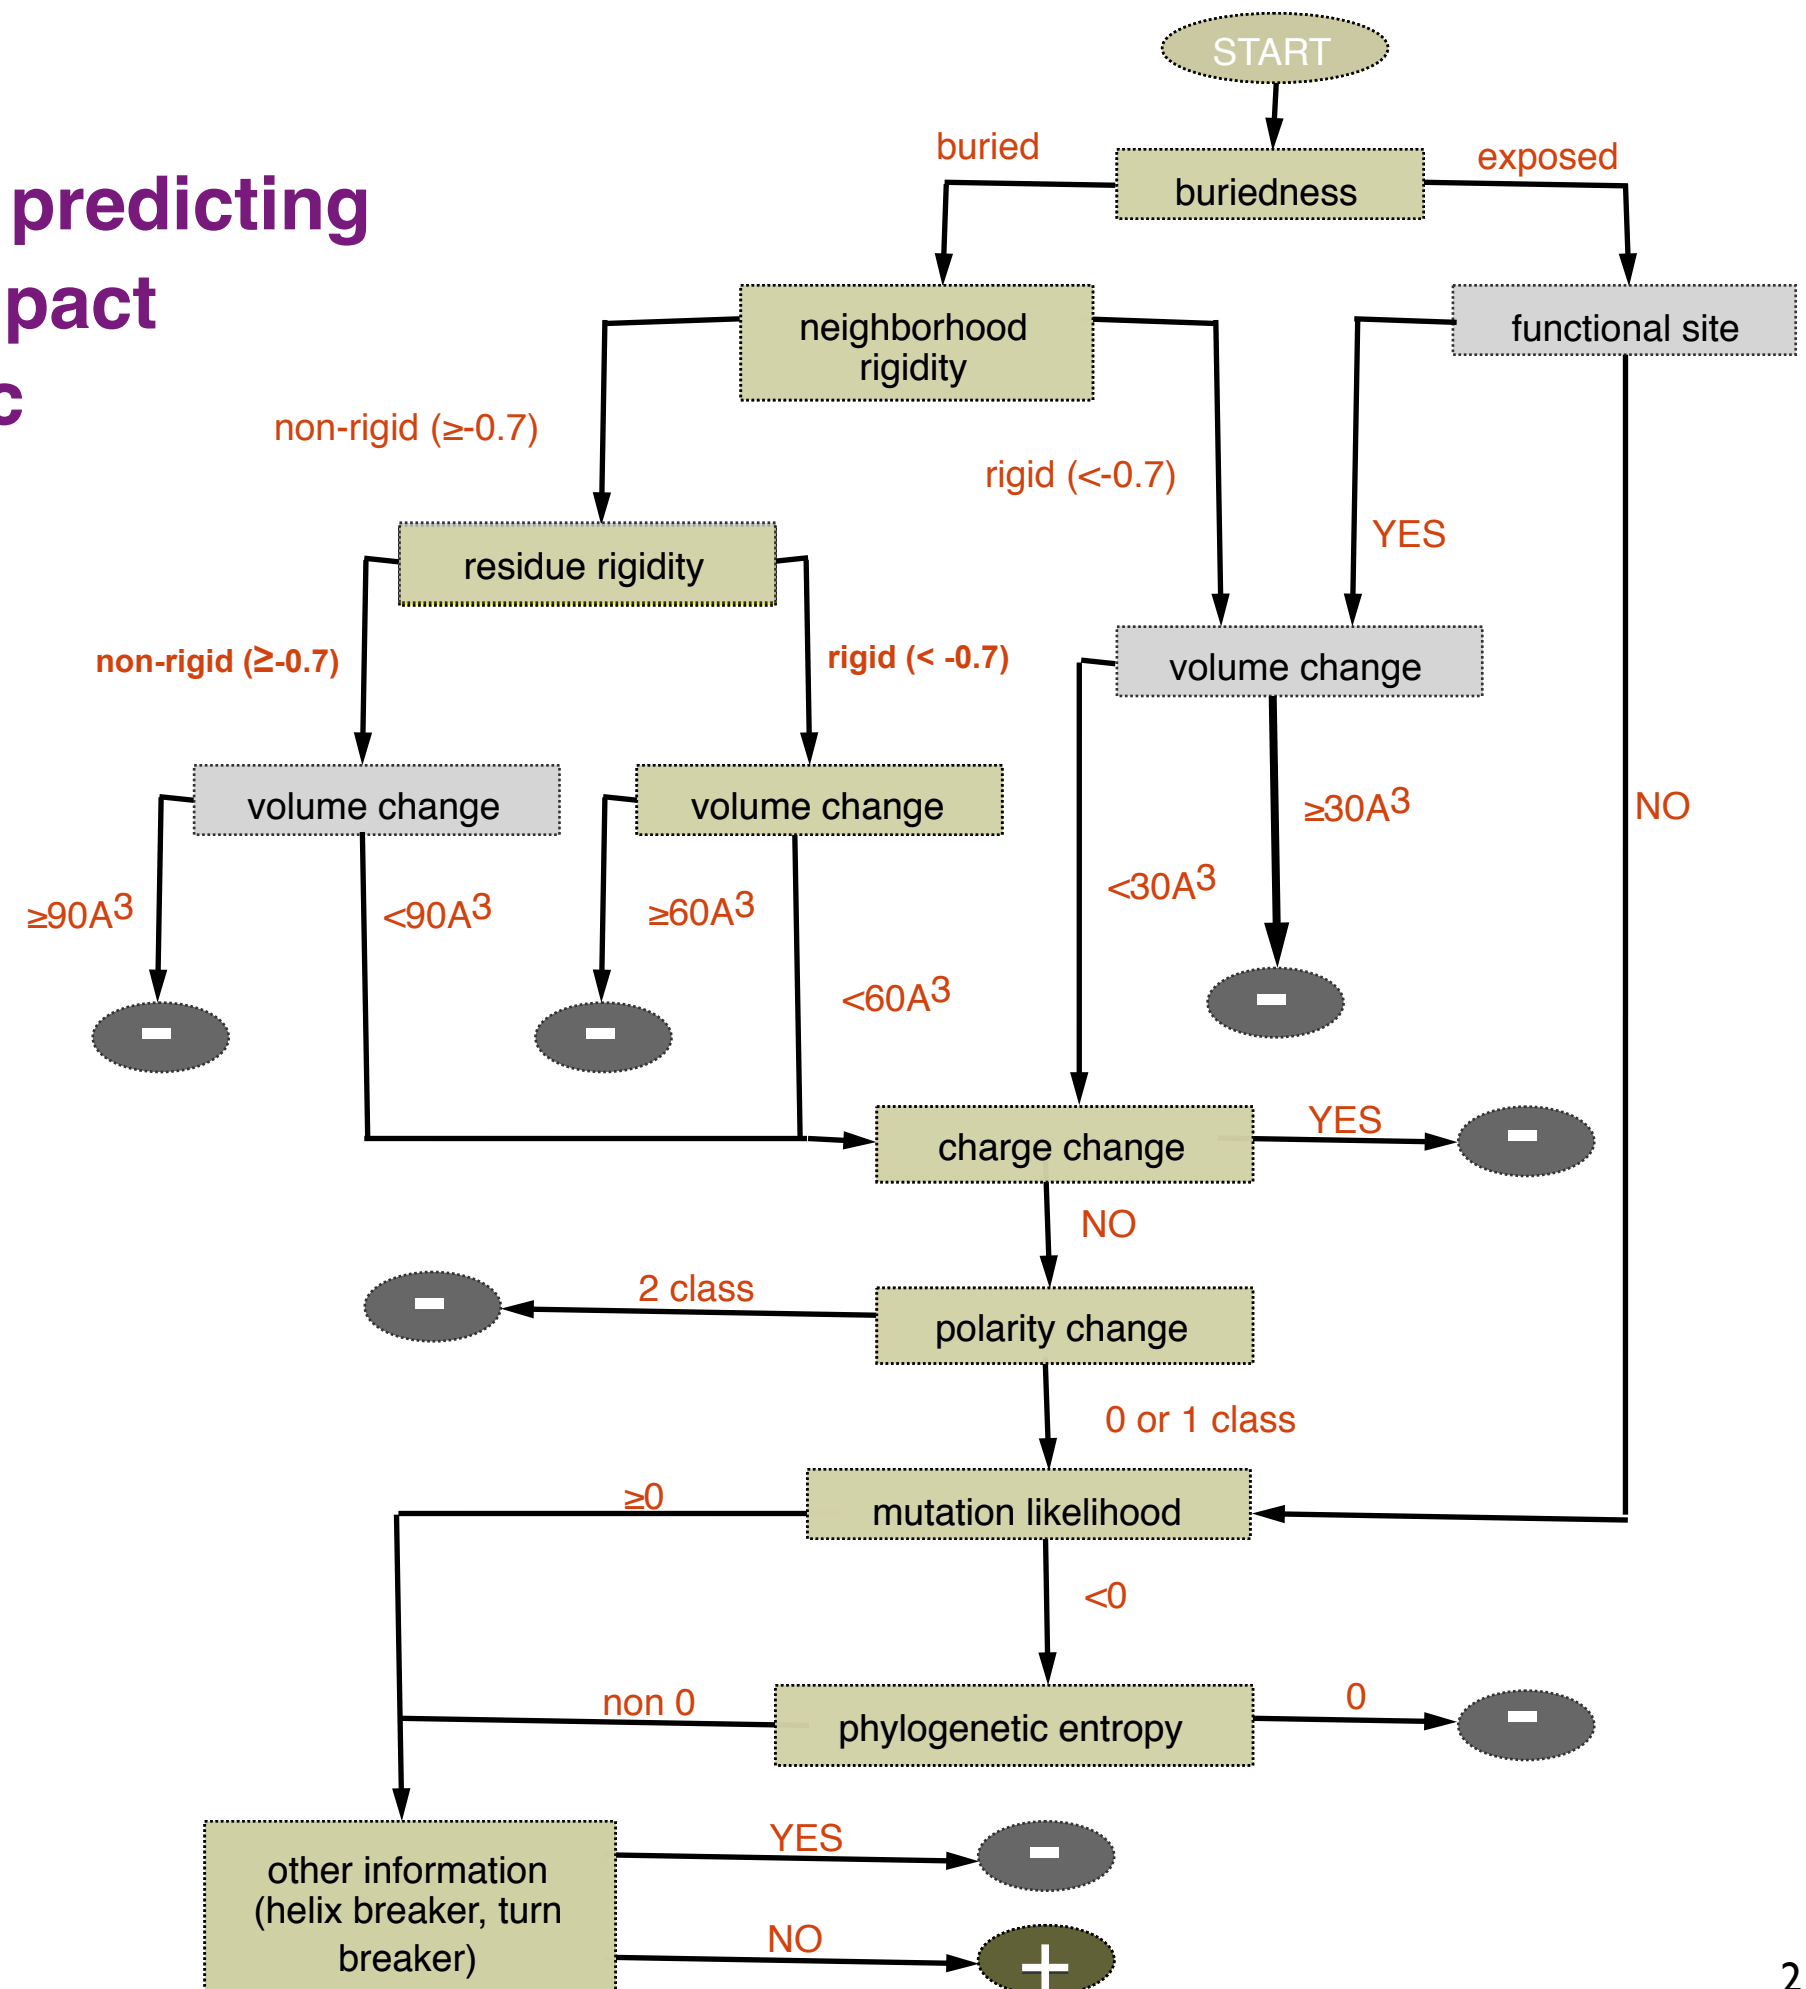 START
buried
exposed
predicting
buriedness
pact
c
neighborhood
rigidity
functional site
non-rigid (≥-0.7)
rigid (<-0.7)
YES
residue rigidity
non-rigid (≥-0.7)
rigid (< -0.7)
volume change
volume change
volume change
≥30A3
NO
≥90A3
<90A3
≥60A3
<30A3
<60A3
-
-
-
charge change
YES
-
NO
2 class
-
polarity change
0 or 1 class
≥0
mutation likelihood
<0
non 0
phylogenetic entropy
0
-
other information
(helix breaker, turn
breaker)
YES
-
NO
+
2